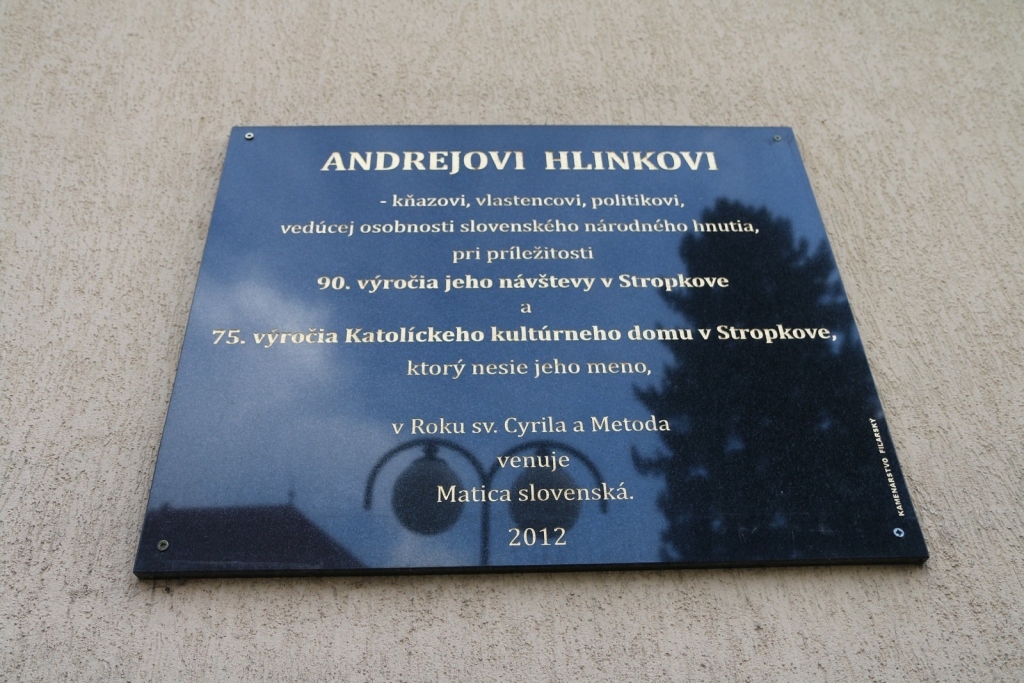 ANDREJOVI HLINKOVI
- kňazovi, vlastencovi, politikovi,
vedúcej osobnosti slovenského národného hnutia,
pri príležitosti
90. výročia jeho návštevy v Stropkove
a
75. výročia Katolíckeho kultúrneho domu v Stropkove,
ktorý nesie jeho meno,
v Roku sv. Cyrila a Metoda
venuje
Matica slovenská.
2012
KAMENARSTVO FILARSKÝ